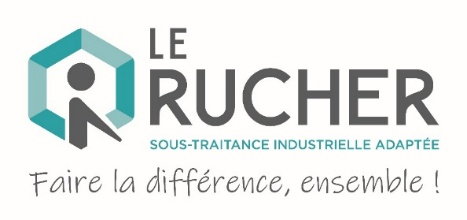 LE
RUCHER
SOUS-TRAITANCE INDUSTRIELLE ADAPTÉE
Faire la différence, ensemble !